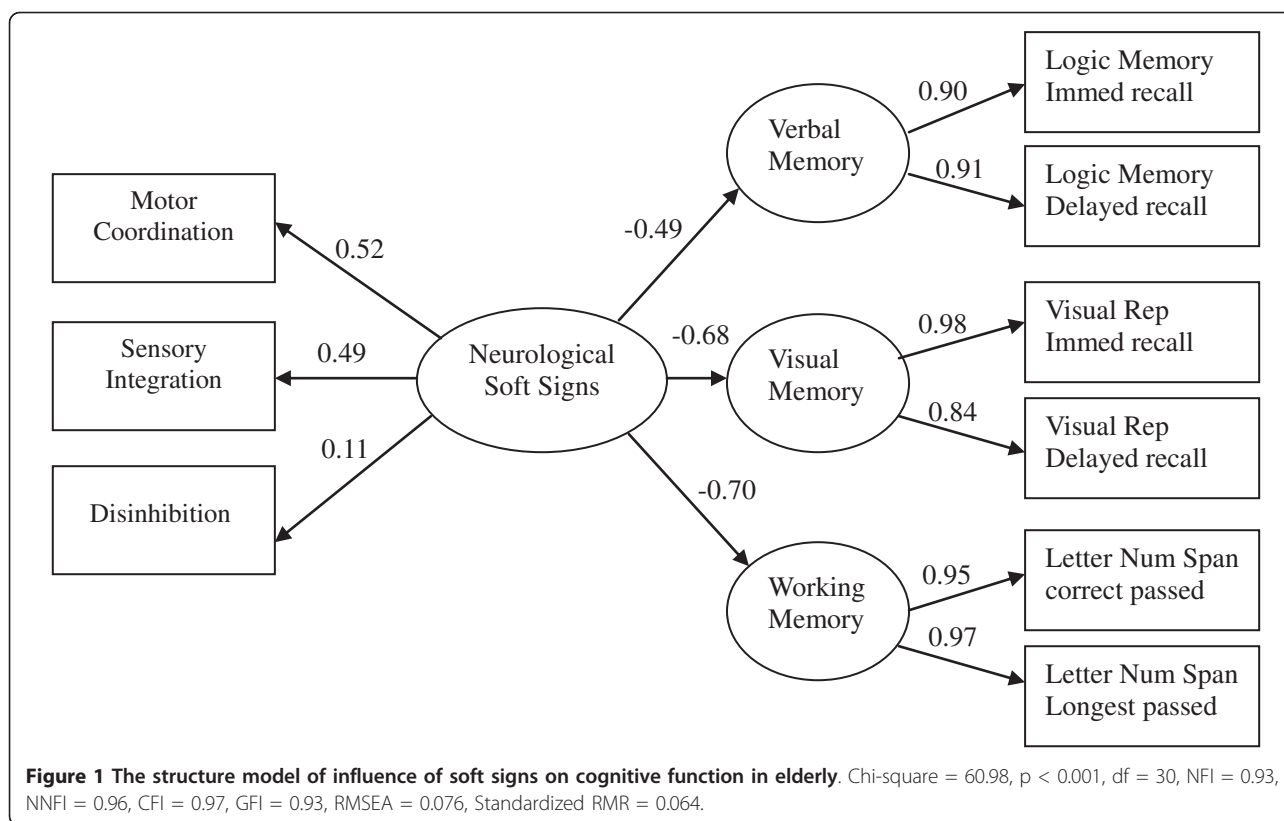 Motor
Coordination
Sensory
Integration
Disinhibition
0.52
0.49
0.11
Neurological
Soft Signs
-0.49
-0.68
-0.70
Verbal
Memory
Visual
Memory
Working
Memory
0.90
0.91
0.98
0.84
0.95
0.97
Logic Memory
Immed recall
Logic Memory
Delayed recall
Visual Rep
Immed recall
Visual Rep
Delayed recall
Letter Num Span
correct passed
Letter Num Span
Longest passed
Figure 1 The structure model of influence of soft signs on cognitive function in elderly. Chi-square = 60.98, p < 0.001, df = 30, NFI = 0.93,
NNFI = 0.96, CFI = 0.97, GFI = 0.93, RMSEA = 0.076, Standardized RMR = 0.064.